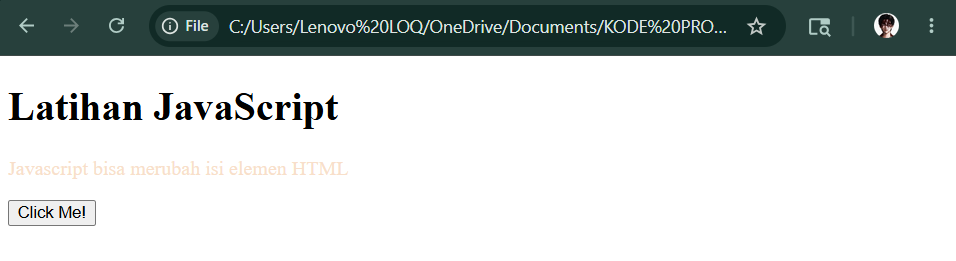 File C:/Users/Lenovo%20LOQ/OneDrive/Documents/KODE%20PRO...
Latihan JavaScript
Javascript bisa merubah isi elemen HTML
Click Me!